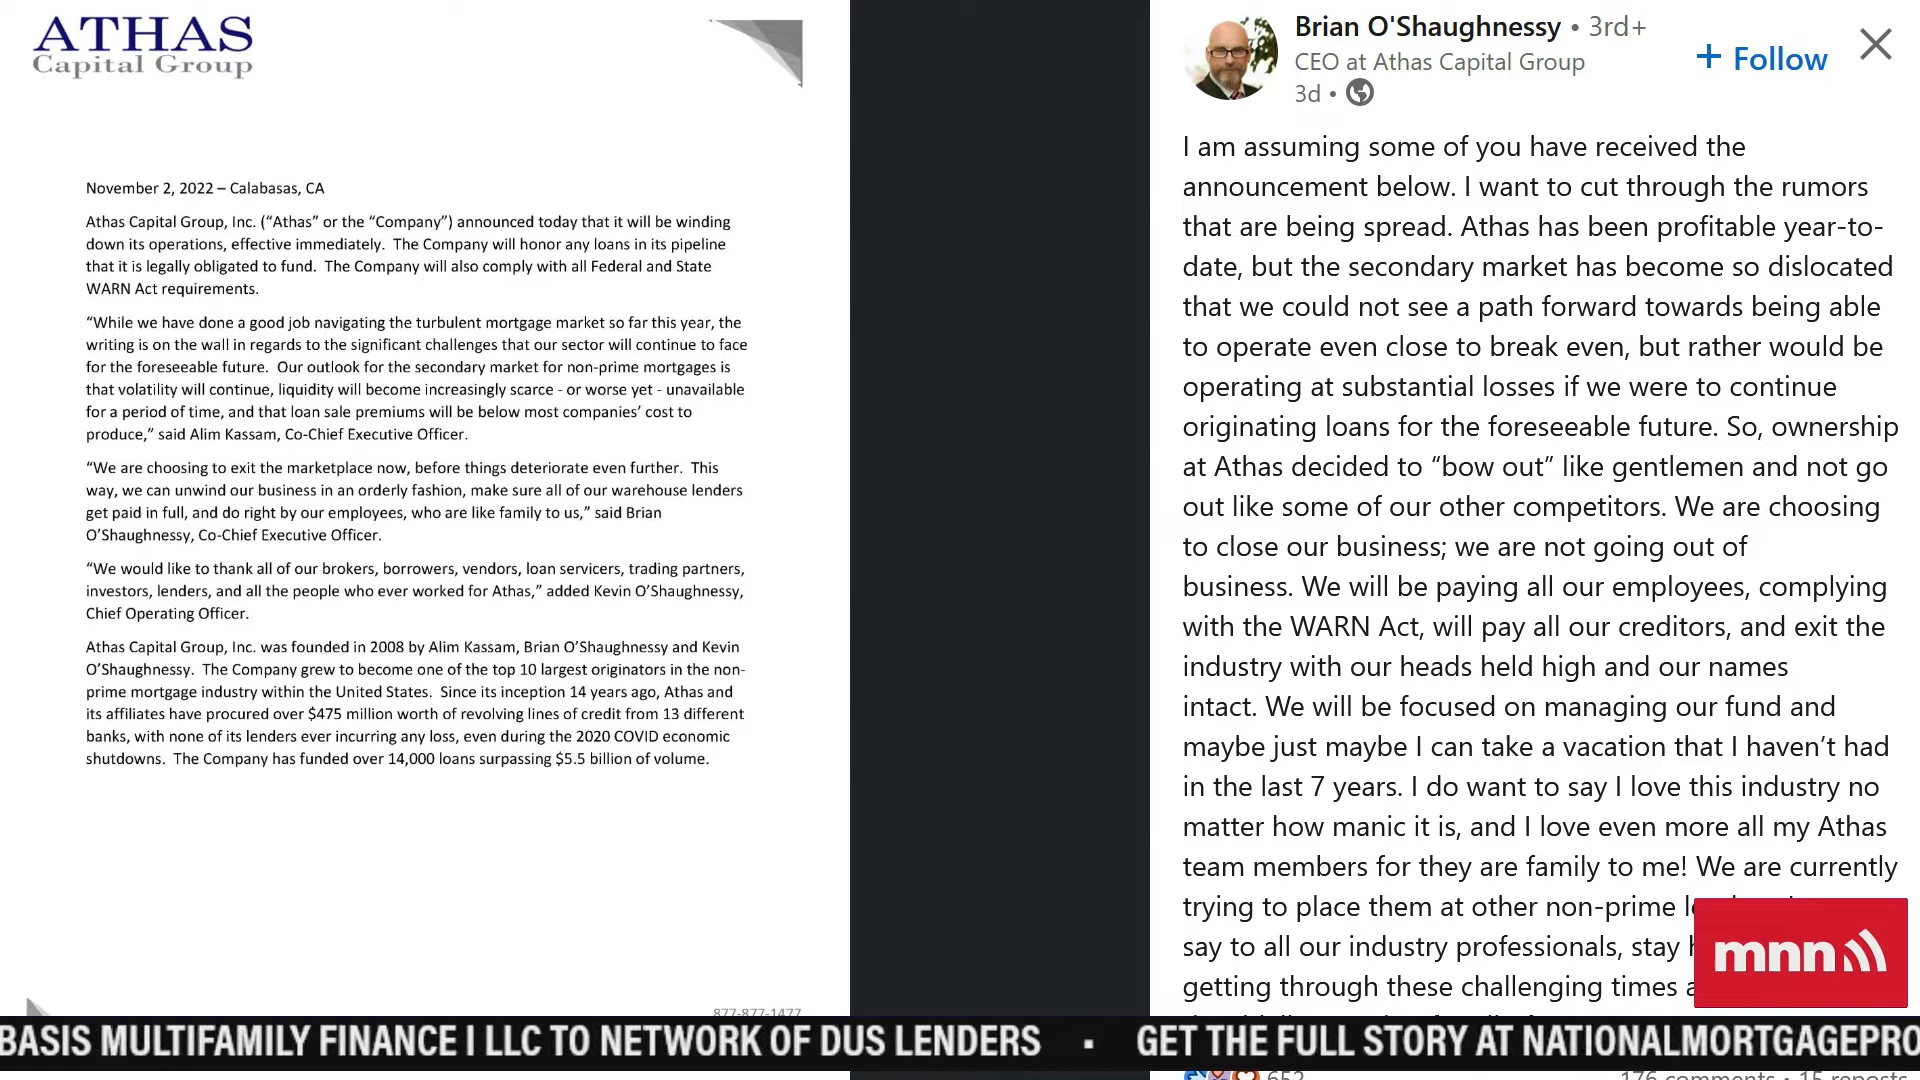 ATHAS
Capital Group
November 2, 2022 – Calabasas, CA
Athas Capital Group, Inc. (“Athas” or the “Company”) announced today that it will be winding
down its operations, effective immediately.  The Company will honor any loans in its pipeline
that it is legally obligated to fund.  The Company will also comply with all Federal and State
WARN Act requirements.
“While we have done a good job navigating the turbulent mortgage market so far this year, the
writing is on the wall in regards to the significant challenges that our sector will continue to face
for the foreseeable future.  Our outlook for the secondary market for non-prime mortgages is
that volatility will continue, liquidity will become increasingly scarce - or worse yet - unavailable
for a period of time, and that loan sale premiums will be below most companies’ cost to
produce,” said Alim Kassam, Co-Chief Executive Officer.
“We are choosing to exit the marketplace now, before things deteriorate even further.  This
way, we can unwind our business in an orderly fashion, make sure all of our warehouse lenders
get paid in full, and do right by our employees, who are like family to us,” said Brian
O’Shaughnessy, Co-Chief Executive Officer.
“We would like to thank all of our brokers, borrowers, vendors, loan servicers, trading partners,
investors, lenders, and all the people who ever worked for Athas,” added Kevin O’Shaughnessy,
Chief Operating Officer.
Athas Capital Group, Inc. was founded in 2008 by Alim Kassam, Brian O’Shaughnessy and Kevin
O’Shaughnessy.  The Company grew to become one of the top 10 largest originators in the non-
prime mortgage industry within the United States.  Since its inception 14 years ago, Athas and
its affiliates have procured over $475 million worth of revolving lines of credit from 13 different
banks, with none of its lenders ever incurring any loss, even during the 2020 COVID economic
shutdowns.  The Company has funded over 14,000 loans surpassing $5.5 billion of volume.
877-877-1477
Brian O'Shaughnessy • 3rd+
CEO at Athas Capital Group
3d •
+ Follow
I am assuming some of you have received the
announcement below. I want to cut through the rumors
that are being spread. Athas has been profitable year-to-
date, but the secondary market has become so dislocated
that we could not see a path forward towards being able
to operate even close to break even, but rather would be
operating at substantial losses if we were to continue
originating loans for the foreseeable future. So, ownership
at Athas decided to “bow out” like gentlemen and not go
out like some of our other competitors. We are choosing
to close our business; we are not going out of
business. We will be paying all our employees, complying
with the WARN Act, will pay all our creditors, and exit the
industry with our heads held high and our names
intact. We will be focused on managing our fund and
maybe just maybe I can take a vacation that I haven’t had
in the last 7 years. I do want to say I love this industry no
matter how manic it is, and I love even more all my Athas
team members for they are family to me! We are currently
trying to place them at other non-prime
say to all our industry professionals, stay
getting through these challenging times
mnn
BASIS MULTIFAMILY FINANCE I LLC TO NETWORK OF DUS LENDERS • GET THE FULL STORY AT NATIONALMORTGAGEPRO
652
176 comments • 15 reposts